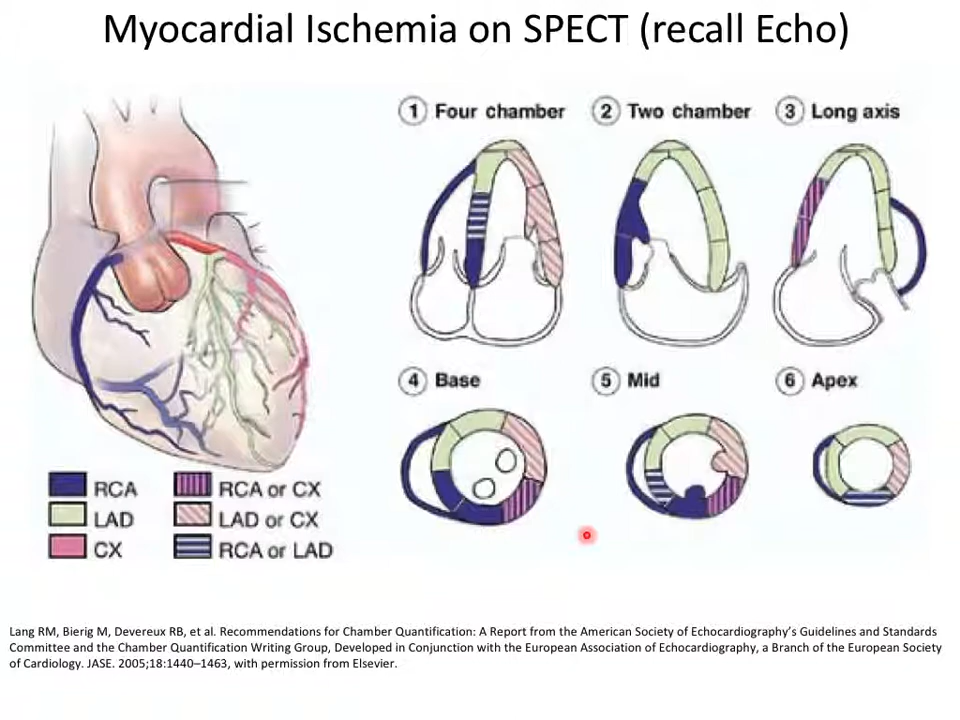 Myocardial Ischemia on SPECT (recall Echo)
1 Four chamber
2 Two chamber
3 Long axis
4 Base
5 Mid
6 Apex
RCA
RCA or CX
LAD
LAD or CX
CX
RCA or LAD
Lang RM, Bierig M, Devereux RB, et al. Recommendations for Chamber Quantification: A Report from the American Society of Echocardiography’s Guidelines and Standards
Committee and the Chamber Quantification Writing Group, Developed in Conjunction with the European Association of Echocardiography, a Branch of the European Society
of Cardiology. JASE. 2005;18:1440–1463, with permission from Elsevier.